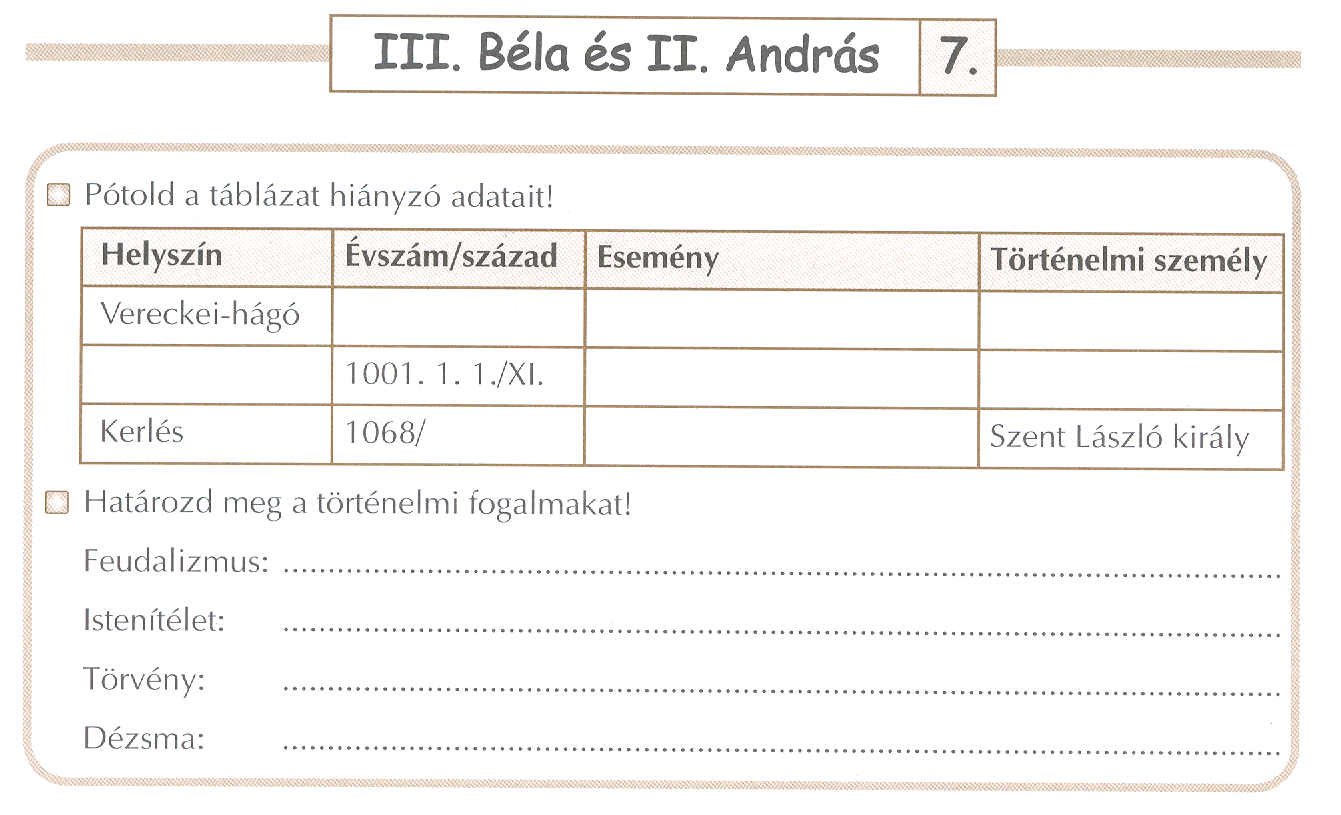 III. Béla és II. András 7.
Pótold a táblázat hiányzó adatait!
Helyszín Évszám/század Esemény Történelmi személy
Vereckei-hágó
1001. 1. 1./XI.
Kerlés 1068/ Szent László király
Határozd meg a történelmi fogalmakat!
Feudalizmus: ................................................................
Istenítélet: ................................................................
Törvény: ................................................................
Dézsma: ................................................................